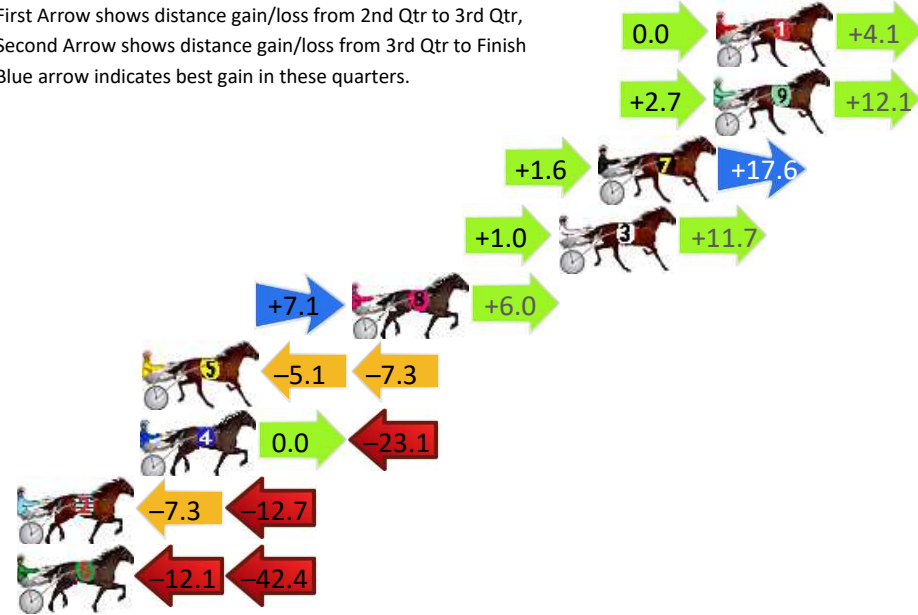 First Arrow shows distance gain/loss from 2nd Qtr to 3rd Qtr,
Second Arrow shows distance gain/loss from 3rd Qtr to Finish
Blue arrow indicates best gain in these quarters.
0.0 1 +4.1
+2.7 9 +12.1
+1.6 7 +17.6
+1.0 3 +11.7
+7.1 8 +6.0
5 –5.1 –7.3
4 0.0 –23.1
2 –7.3 –12.7
6 –12.1 –42.4